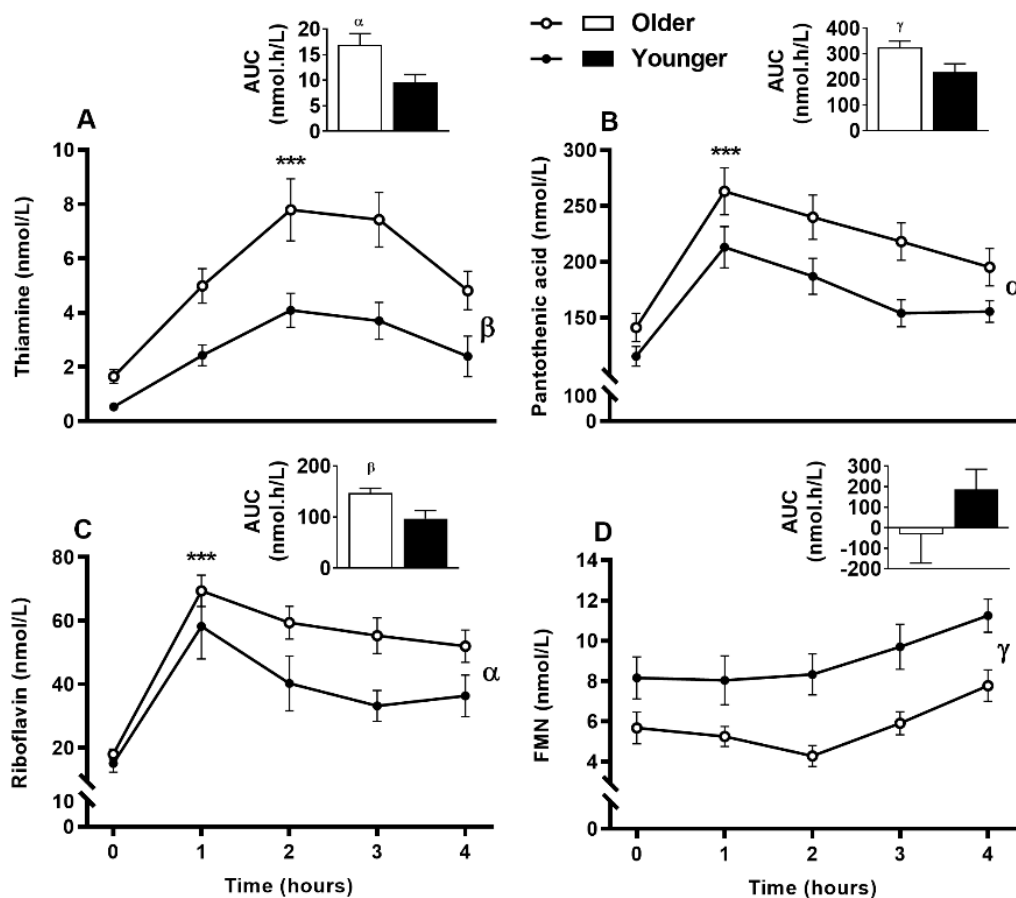 Older
Younger
α
AUC
(nmol.h/L)
20
15
10
5
0
A
Thiamine (nmol/L)
10
8
6
4
2
0
***
β
γ
AUC
(nmol.h/L)
400
300
200
100
0
B
Pantothenic acid (nmol/L)
300
250
200
150
100
0
***
α
β
AUC
(nmol.h/L)
200
100
0
C
Riboflavin (nmol/L)
80
60
40
20
10
0
***
α
0 1 2 3 4
Time (hours)
AUC
(nmol.h/L)
300
200
100
0
-100
-200
D
FMN (nmol/L)
14
12
10
8
6
4
0
γ
0 1 2 3 4
Time (hours)